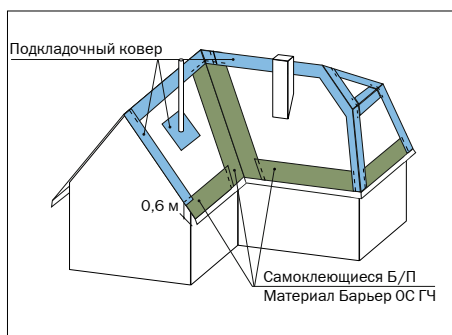 Подкладочный ковер
0,6 м
Самоклеющиеся Б/П
Материал Барьер ОС ГЧ